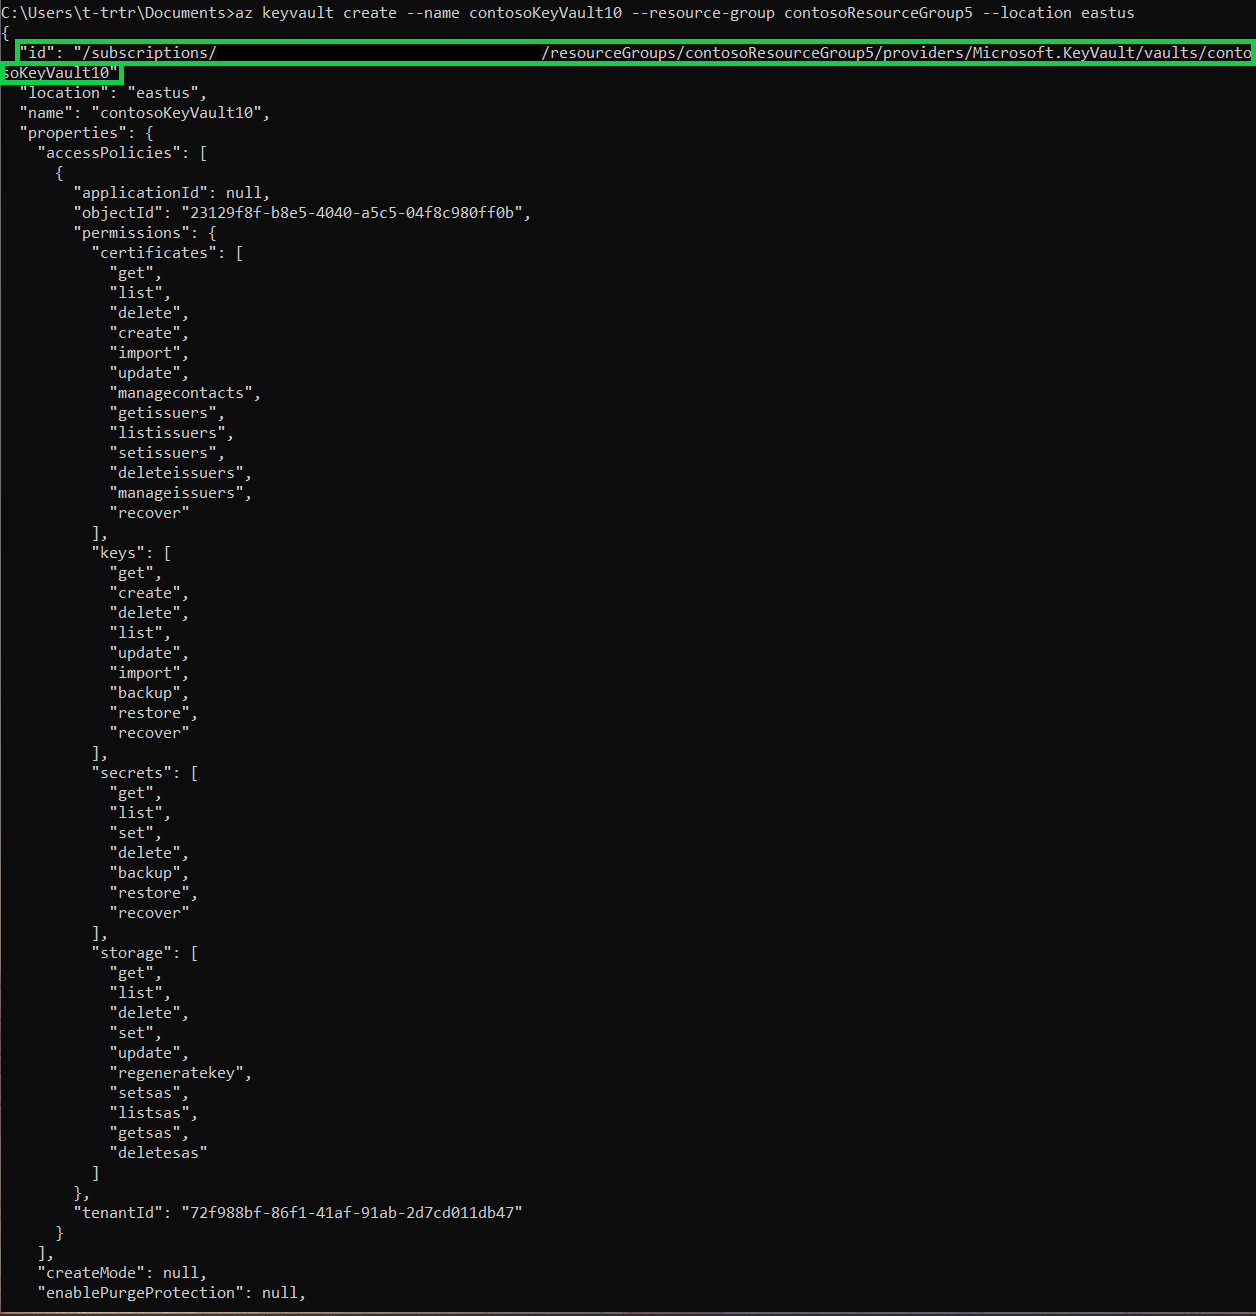 C:\Users\t-trtr\Documents>az keyvault create --name contosoKeyVault10 --resource-group contosoResourceGroup5 --location eastus
{
  "id": "/subscriptions/                                    /resourceGroups/contosoResourceGroup5/providers/Microsoft.KeyVault/vaults/conto
soKeyVault10"
  "location": "eastus",
  "name": "contosoKeyVault10",
  "properties": {
    "accessPolicies": [
      {
        "applicationId": null,
        "objectId": "23129f8f-b8e5-4040-a5c5-04f8c980ff0b",
        "permissions": {
          "certificates": [
            "get",
            "list",
            "delete",
            "create",
            "import",
            "update",
            "managecontacts",
            "getissuers",
            "listissuers",
            "setissuers",
            "deleteissuers",
            "manageissuers",
            "recover"
          ],
          "keys": [
            "get",
            "create",
            "delete",
            "list",
            "update",
            "import",
            "backup",
            "restore",
            "recover"
          ],
          "secrets": [
            "get",
            "list",
            "set",
            "delete",
            "backup",
            "restore",
            "recover"
          ],
          "storage": [
            "get",
            "list",
            "delete",
            "set",
            "update",
            "regeneratekey",
            "setsas",
            "listsas",
            "getsas",
            "deletesas"
          ]
        },
        "tenantId": "72f988bf-86f1-41af-91ab-2d7cd011db47"
      }
    ],
    "createMode": null,
    "enablePurgeProtection": null,